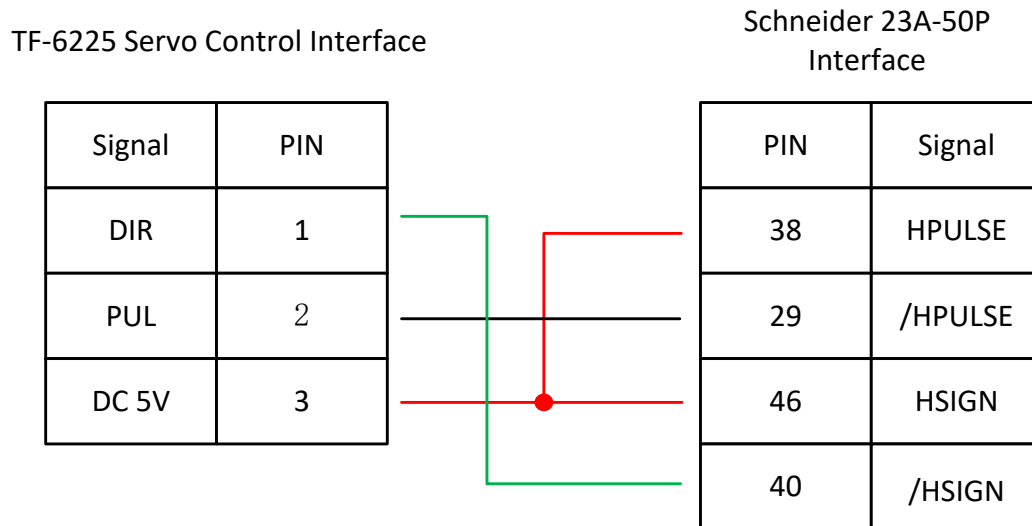 TF-6225 Servo Control Interface
Schneider 23A-50P
Interface
Signal PIN
DIR 1
PUL 2
DC 5V 3
PIN Signal
38 HPULSE
29 /HPULSE
46 HSIGN
40 /HSIGN